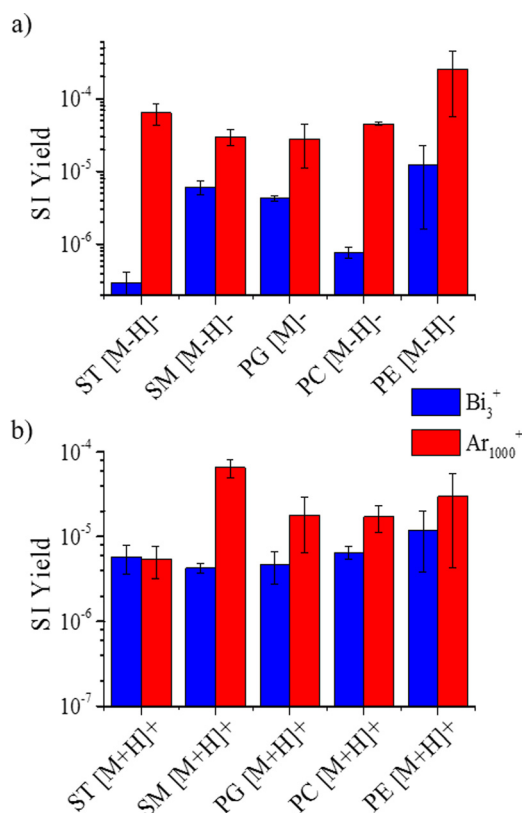 a)
SI Yield
10⁻⁴
10⁻⁵
10⁻⁶
ST [M-H]-
SM [M-H]-
PG [M]-
PC [M-H]-
PE [M-H]-
Bi₃⁺
Ar₁₀₀₀⁺
b)
SI Yield
10⁻⁴
10⁻⁵
10⁻⁶
10⁻⁷
ST [M+H]+
SM [M+H]+
PG [M+H]+
PC [M+H]+
PE [M+H]+